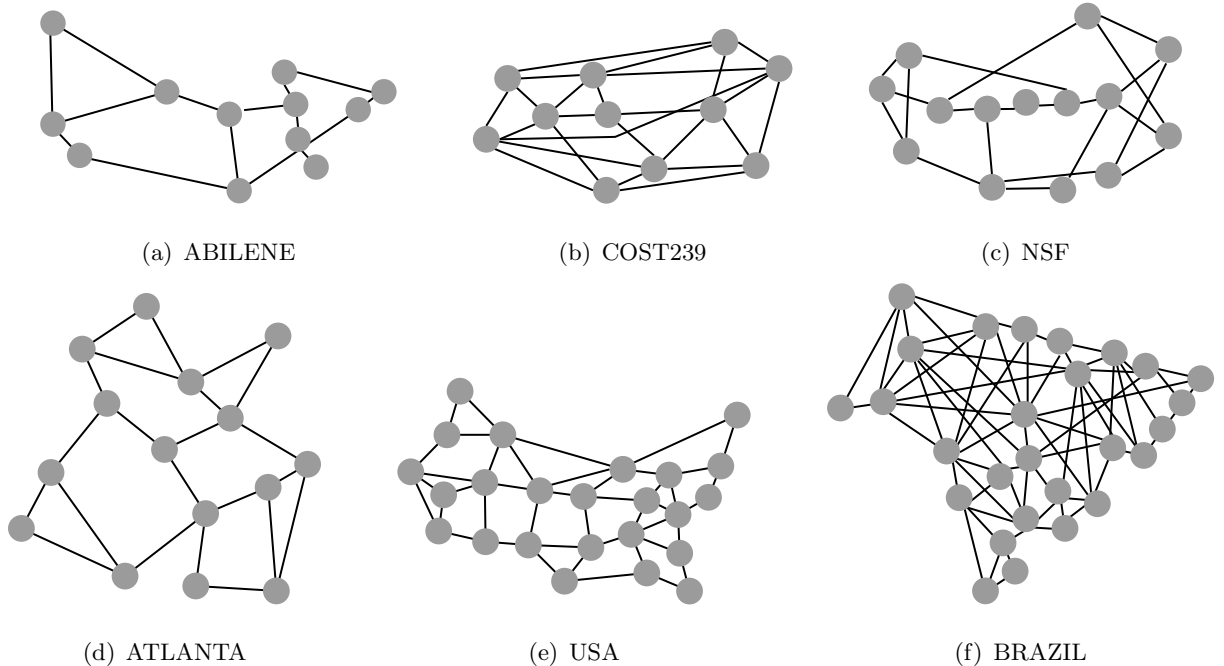 (a) ABILENE
(b) COST239
(c) NSF
(d) ATLANTA
(e) USA
(f) BRAZIL